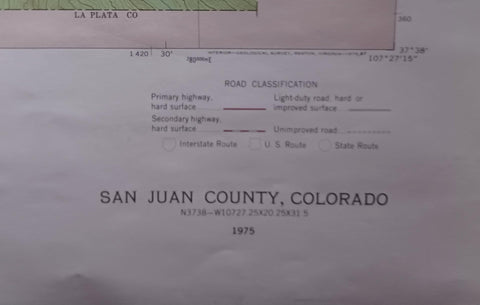 LA PLATA CO
360
1 420 30'
37°38'
107°27'15"
ROAD CLASSIFICATION
Primary highway, hard surface
Light-duty road, hard or improved surface
Secondary highway, hard surface
Unimproved road
Interstate Route U. S. Route State Route
SAN JUAN COUNTY, COLORADO
N3738—W10727.25X20.25X31.5
1975